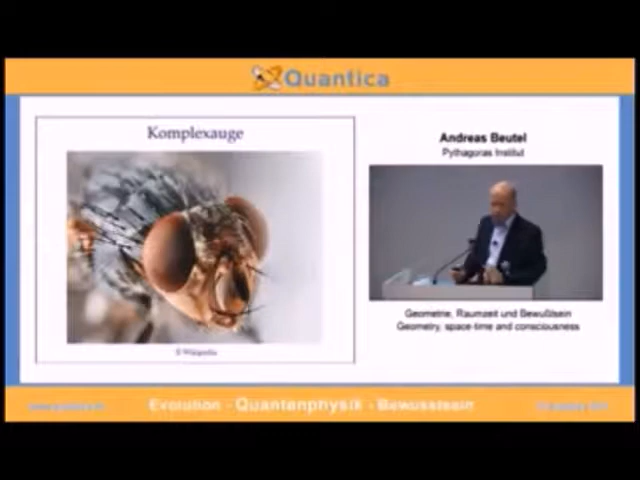 Quantica
Komplexauge
Andreas Beutel
Pythagoras Institut
Geometrie, Raumzeit und Bewußtsein
Geometry, space-time and consciousness
© Wikipedia
Evolution - Quantenphysik - Bewusstsein